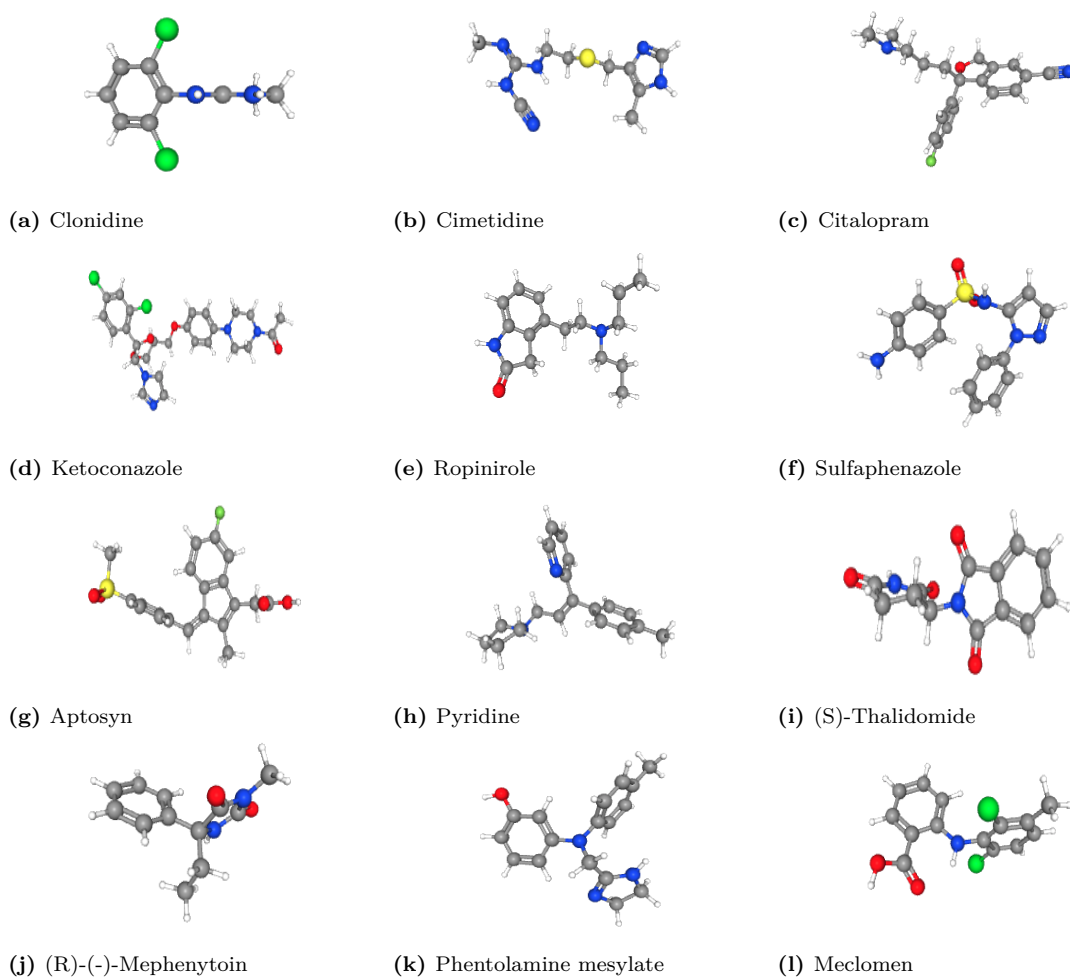 (a) Clonidine
(b) Cimetidine
(c) Citalopram
(d) Ketoconazole
(e) Ropinirole
(f) Sulfaphenazole
(g) Aptosyn
(h) Pyridine
(i) (S)-Thalidomide
(j) (R)-(-)-Mephenytoin
(k) Phentolamine mesylate
(l) Meclomen